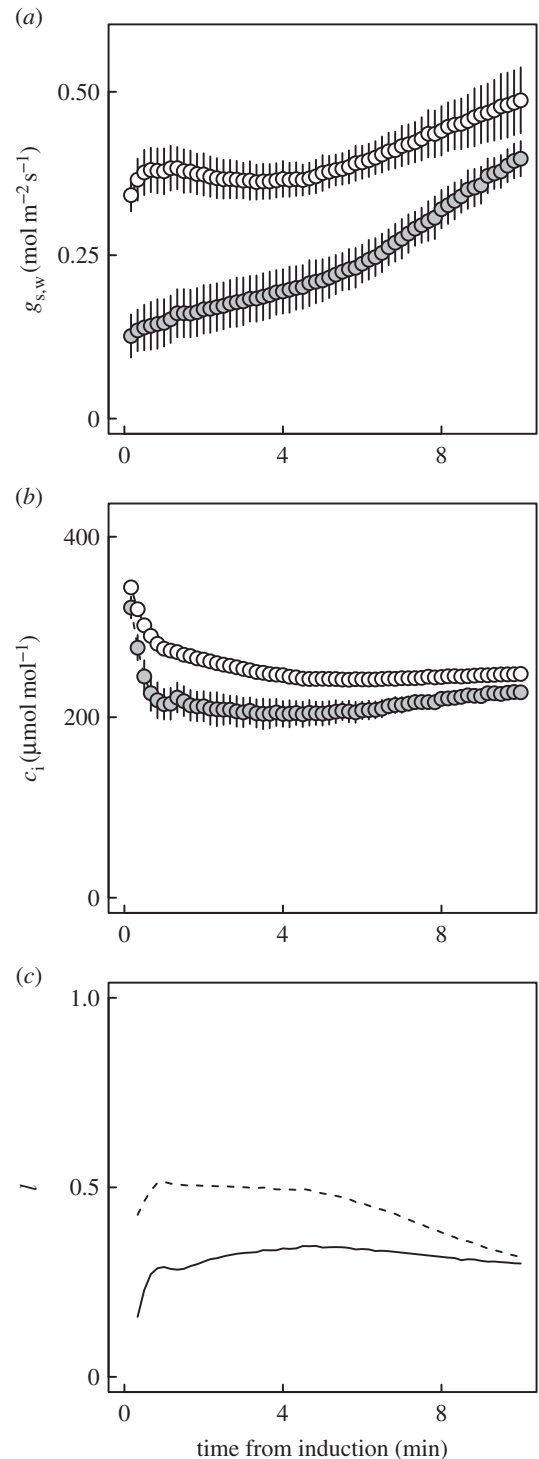 (a)
0.50
0.25
0
g_{s,w} (mol m^{−2} s^{−1})
0 4 8
(b)
400
200
0
c_i (µmol mol^{−1})
0 4 8
(c)
1.0
0.5
0
l
0 4 8
time from induction (min)